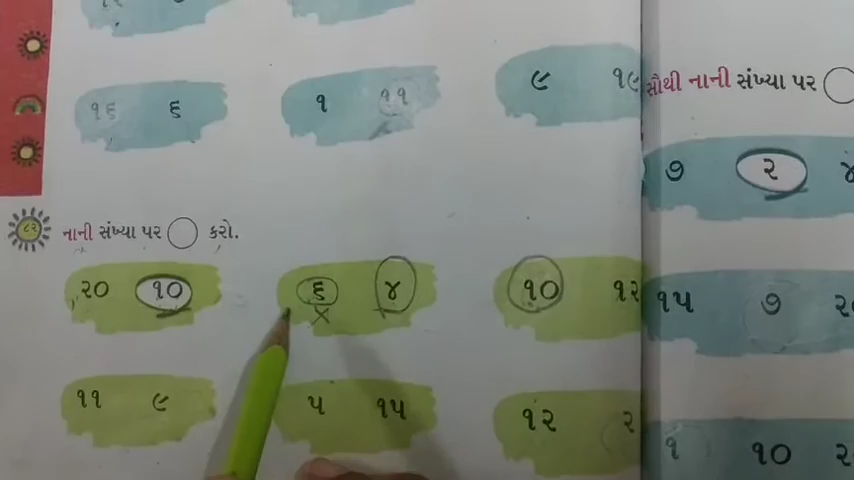 ૧૬ ૬ ૧ ૧૧ ૯ ૧૯
નાની સંખ્યા પર ◯ કરો.
૨૦ ૧૦ ૬ ૪ ૧૦ ૧૨
૧૧ ૯ ૫ ૧૫ ૧૨ ૨
સૌથી નાની સંખ્યા પર ◯
૭ ૨ ૪
૧૫ ૭
૧ ૧૦